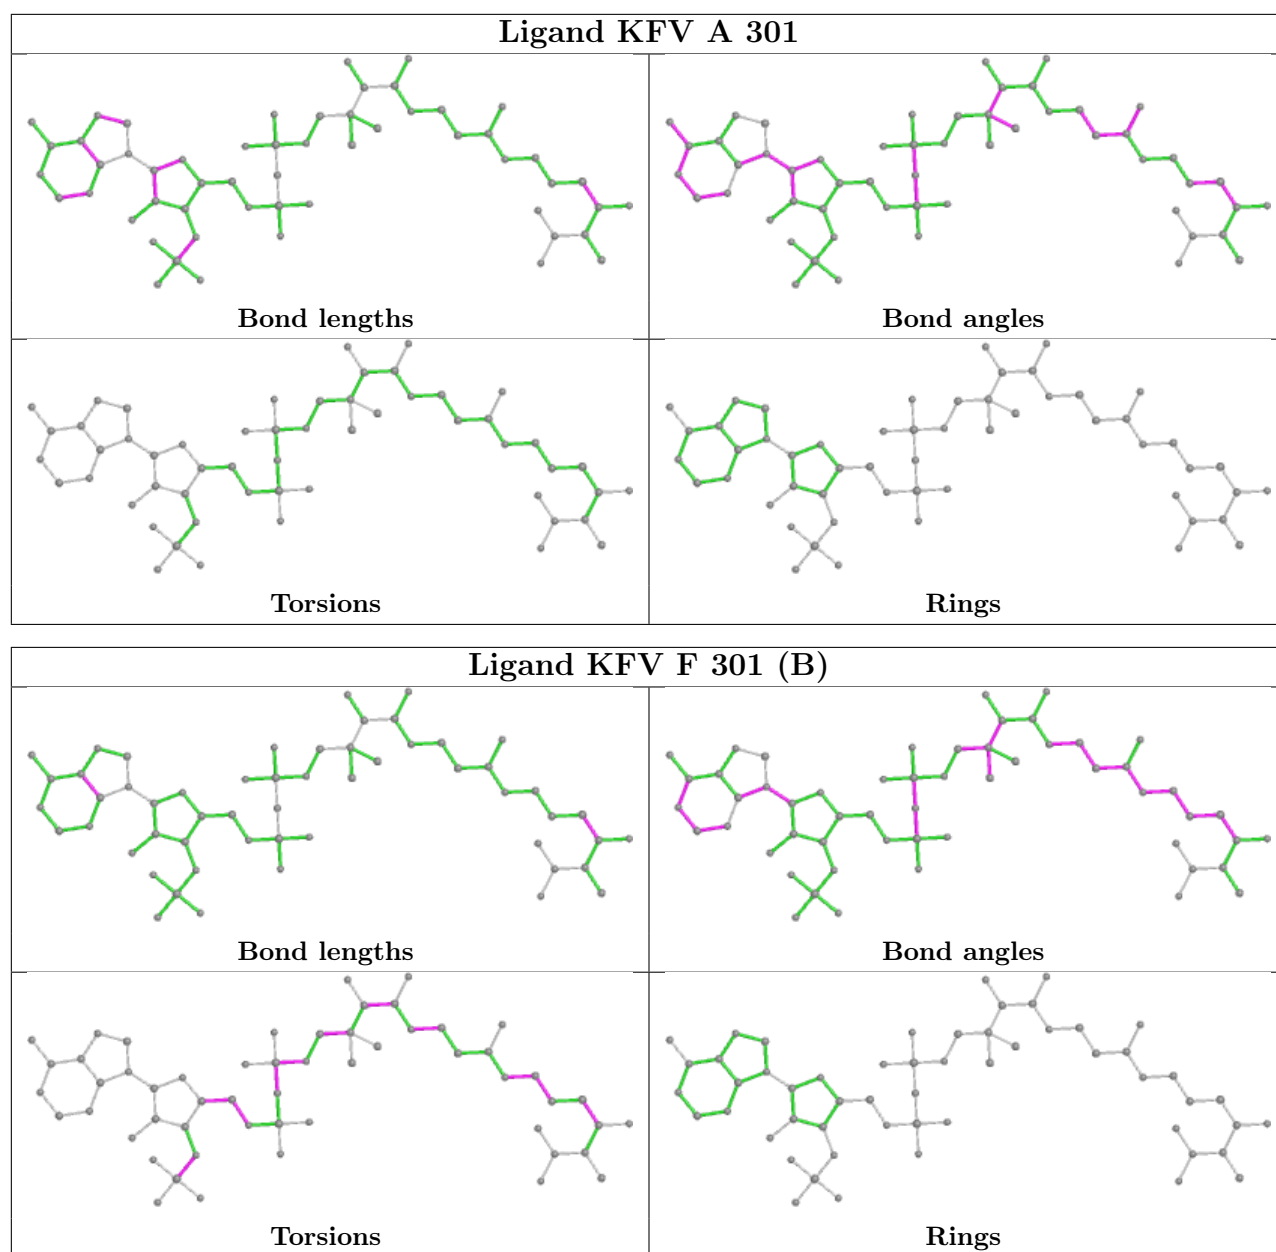 Ligand KFV A 301
Bond lengths
Bond angles
Torsions
Rings
Ligand KFV F 301 (B)
Bond lengths
Bond angles
Torsions
Rings